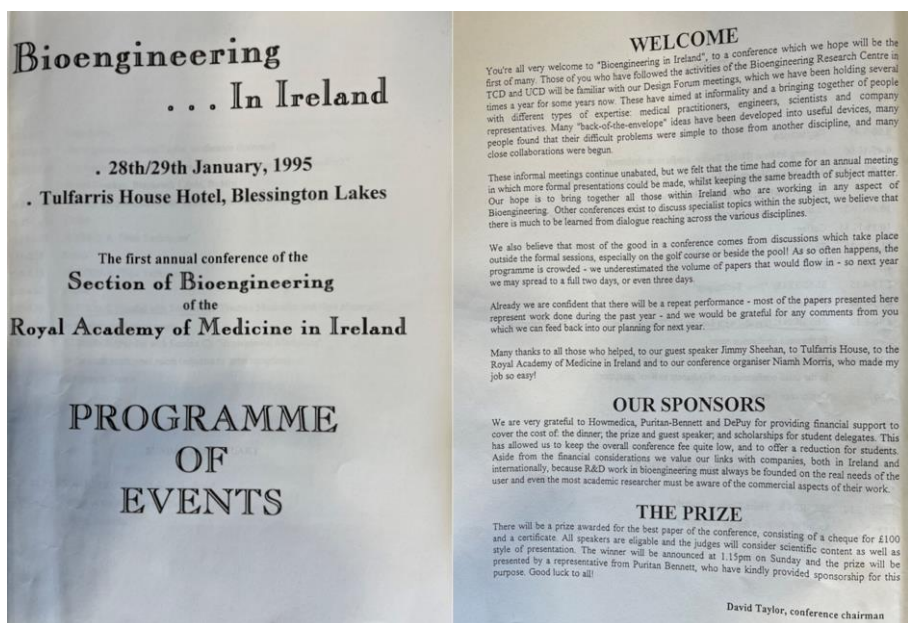 Bioengineering
. . . In Ireland
. 28th/29th January, 1995
. Tulfarris House Hotel, Blessington Lakes
The first annual conference of the
Section of Bioengineering
of the
Royal Academy of Medicine in Ireland
PROGRAMME
OF
EVENTS
WELCOME
You're all very welcome to "Bioengineering in Ireland", to a conference which we hope will be the
first of many. Those of you who have followed the activities of the Bioengineering Research Centre in
TCD and UCD will be familiar with our Design Forum meetings, which we have been holding several
times a year for some years now. These have aimed at informality and a bringing together of people
with different types of expertise: medical practitioners, engineers, scientists and company
representatives. Many "back-of-the-envelope" ideas have been developed into useful devices, many
people found that their difficult problems were simple to those from another discipline, and many
close collaborations were begun.
These informal meetings continue unabated, but we felt that the time had come for an annual meeting
in which more formal presentations could be made, whilst keeping the same breadth of subject matter.
Our hope is to bring together all those within Ireland who are working in any aspect of
Bioengineering. Other conferences exist to discuss specialist topics within the subject, we believe that
there is much to be learned from dialogue reaching across the various disciplines.
We also believe that most of the good in a conference comes from discussions which take place
outside the formal sessions, especially on the golf course or beside the pool! As so often happens, the
programme is crowded - we underestimated the volume of papers that would flow in - so next year
we may spread to a full two days, or even three days.
Already we are confident that there will be a repeat performance - most of the papers presented here
represent work done during the past year - and we would be grateful for any comments from you
which we can feed back into our planning for next year.
Many thanks to all those who helped, to our guest speaker Jimmy Sheehan, to Tulfarris House, to the
Royal Academy of Medicine in Ireland and to our conference organiser Niamh Morris, who made my
job so easy!
OUR SPONSORS
We are very grateful to Howmedica, Puritan-Bennett and DePuy for providing financial support to
cover the cost of: the dinner; the prize and guest speaker; and scholarships for student delegates. This
has allowed us to keep the overall conference fee quite low, and to offer a reduction for students.
Aside from the financial considerations we value our links with companies, both in Ireland and
internationally, because R&D work in bioengineering must always be founded on the real needs of the
user and even the most academic researcher must be aware of the commercial aspects of their work.
THE PRIZE
There will be a prize awarded for the best paper of the conference, consisting of a cheque for £100
and a certificate. All speakers are eligable and the judges will consider scientific content as well as
style of presentation. The winner will be announced at 1.15pm on Sunday and the prize will be
presented by a representative from Puritan Bennett, who have kindly provided sponsorship for this
purpose. Good luck to all!
David Taylor, conference chairman